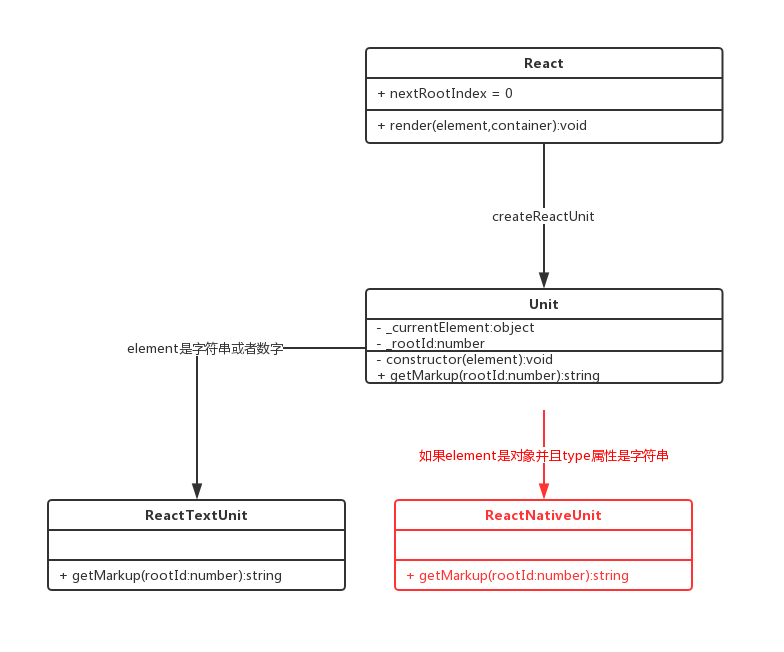 React
+ nextRootIndex = 0
+ render(element,container):void
createReactUnit
Unit
- _currentElement:object
- _rootId:number
- constructor(element):void
+ getMarkup(rootId:number):string
element是字符串或者数字
如果element是对象并且type属性是字符串
ReactTextUnit
+ getMarkup(rootId:number):string
ReactNativeUnit
+ getMarkup(rootId:number):string